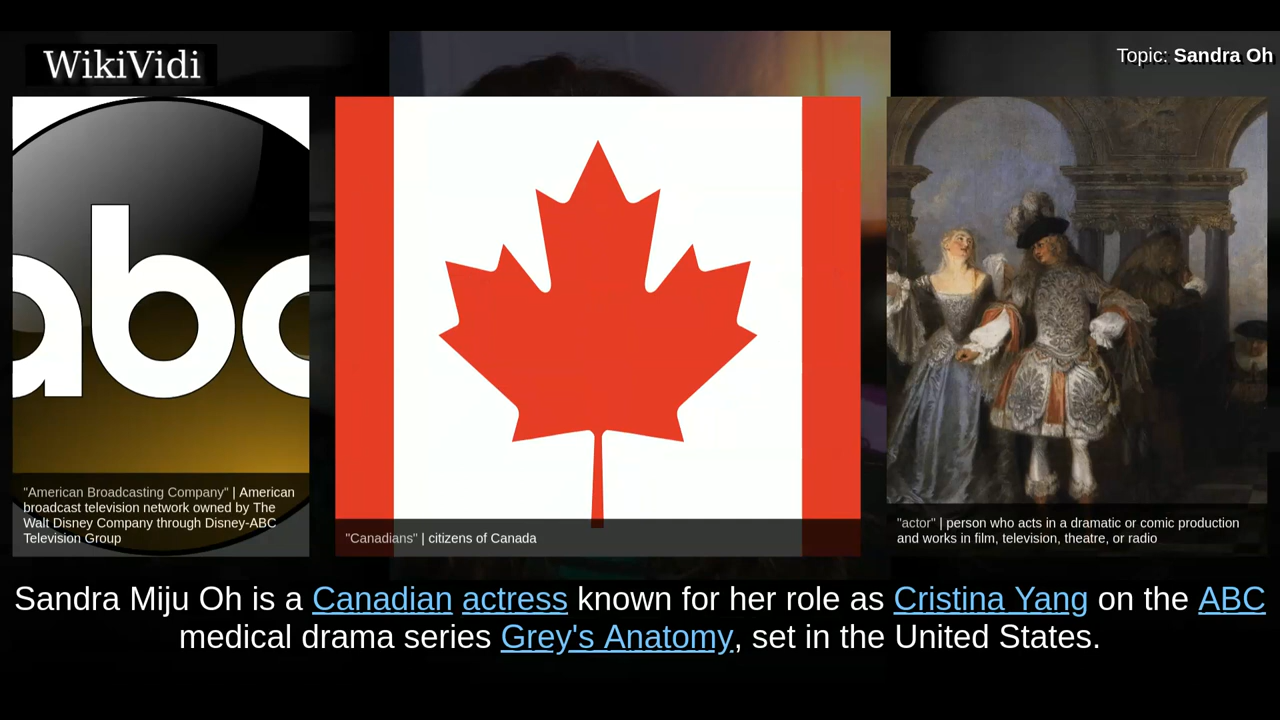 WikiVidi
Topic: Sandra Oh
abc
"American Broadcasting Company" | American
broadcast television network owned by The
Walt Disney Company through Disney-ABC
Television Group
"Canadians" | citizens of Canada
"actor" | person who acts in a dramatic or comic production
and works in film, television, theatre, or radio
Sandra Miju Oh is a Canadian actress known for her role as Cristina Yang on the ABC
medical drama series Grey's Anatomy, set in the United States.